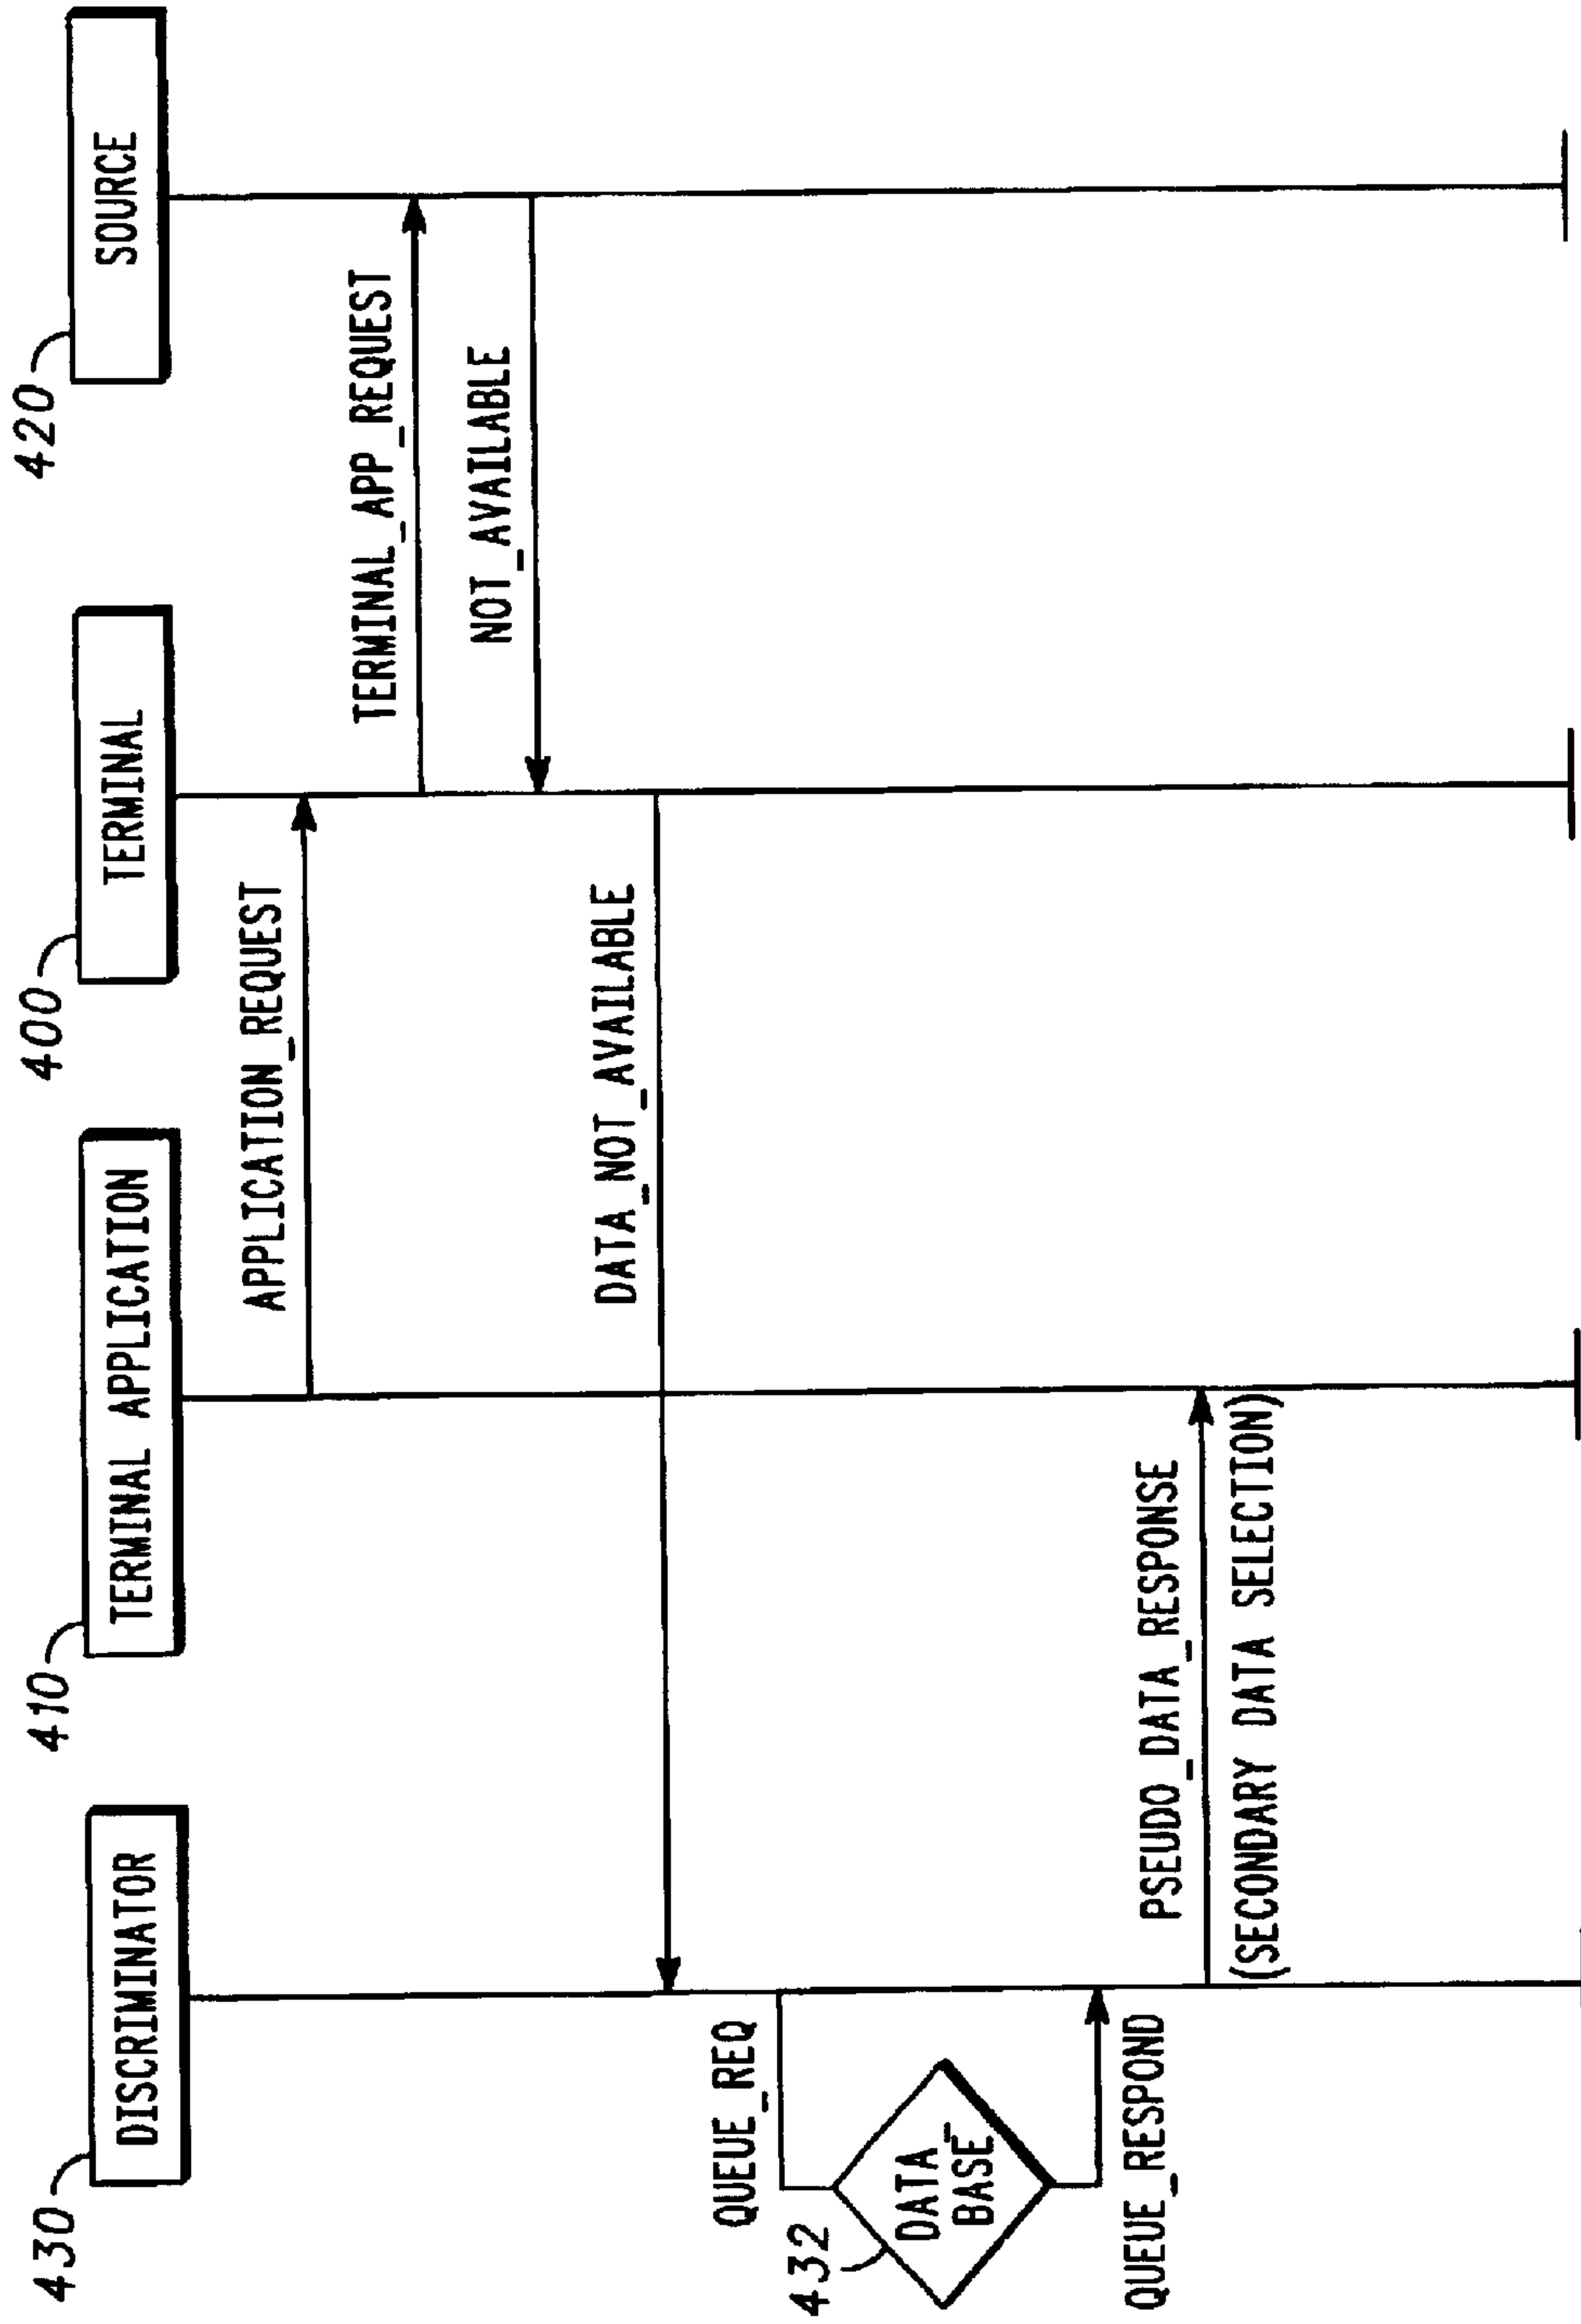 430
DISCRIMINATOR
410
TERMINAL APPLICATION
400
TERMINAL
420
SOURCE
APPLICATION_REQUEST
TERMINAL_APP_REQUEST
NOT_AVAILABLE
DATA_NOT_AVAILABLE
QUEUE_REQ
432
DATA_
BASE
QUEUE_RESPOND
PSEUDO_DATA_RESPONSE
(SECONDARY DATA SELECTION)